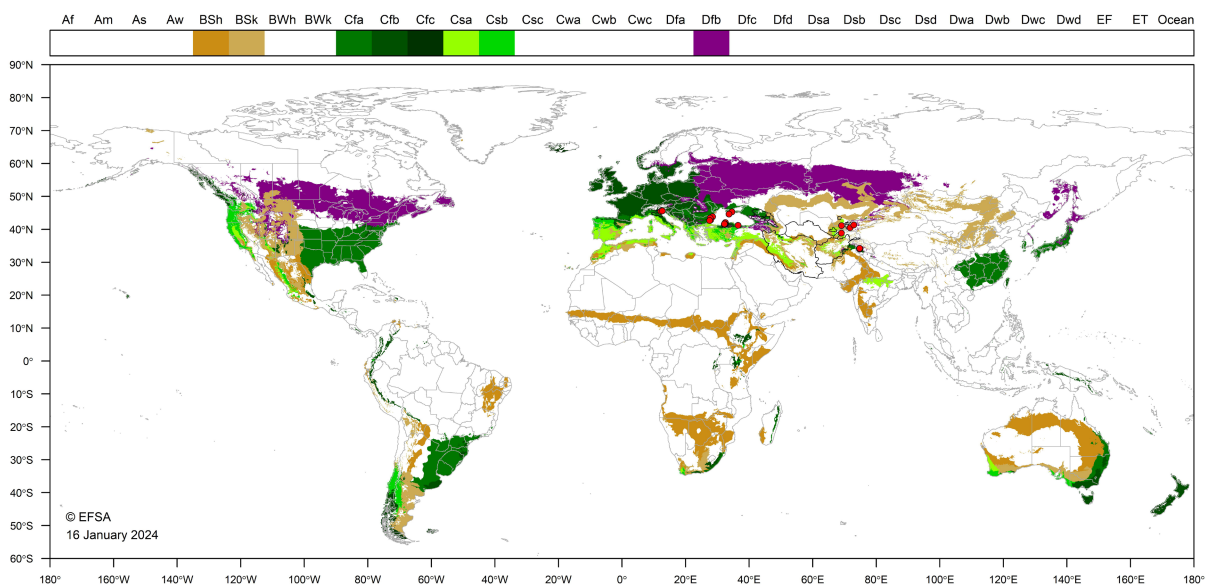 Af Am As Aw BSh BSk BWh BWk Cfa Cfb Cfc Csa Csb Csc Cwa Cwb Cwc Dfa Dfb Dfc Dfd Dsa Dsb Dsc Dsd Dwa Dwb Dwc Dwd EF ET Ocean
90°N
80°N
70°N
60°N
50°N
40°N
30°N
20°N
10°N
0°
10°S
20°S
30°S
40°S
50°S
60°S
© EFSA
16 January 2024
180° 160°W 140°W 120°W 100°W 80°W 60°W 40°W 20°W 0° 20°E 40°E 60°E 80°E 100°E 120°E 140°E 160°E 180°